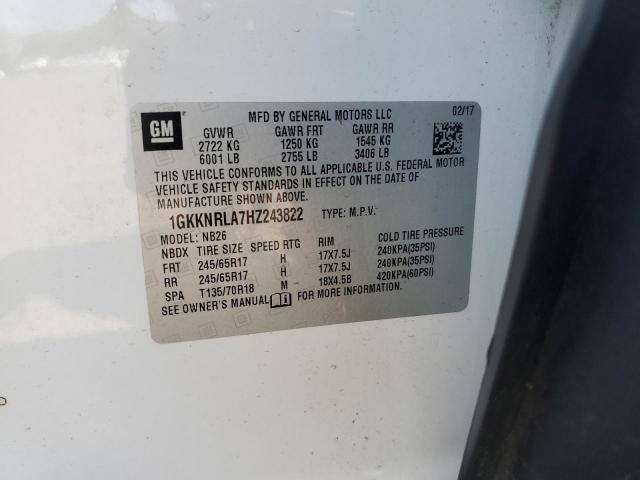 GM
MFD BY GENERAL MOTORS LLC 02/17
GVWR GAWR FRT GAWR RR
2722 KG 1250 KG 1545 KG
6001 LB 2755 LB 3406 LB
THIS VEHICLE CONFORMS TO ALL APPLICABLE U.S. FEDERAL MOTOR
VEHICLE SAFETY STANDARDS IN EFFECT ON THE DATE OF
MANUFACTURE SHOWN ABOVE.
1GKKNRLA7HZ243822 TYPE: M.P.V.
MODEL: NB26
NBDX TIRE SIZE SPEED RTG RIM COLD TIRE PRESSURE
FRT 245/65R17 H 17X7.5J 240KPA(35PSI)
RR 245/65R17 H 17X7.5J 240KPA(35PSI)
SPA T135/70R18 M 18X4.5B 420KPA(60PSI)
SEE OWNER'S MANUAL FOR MORE INFORMATION.